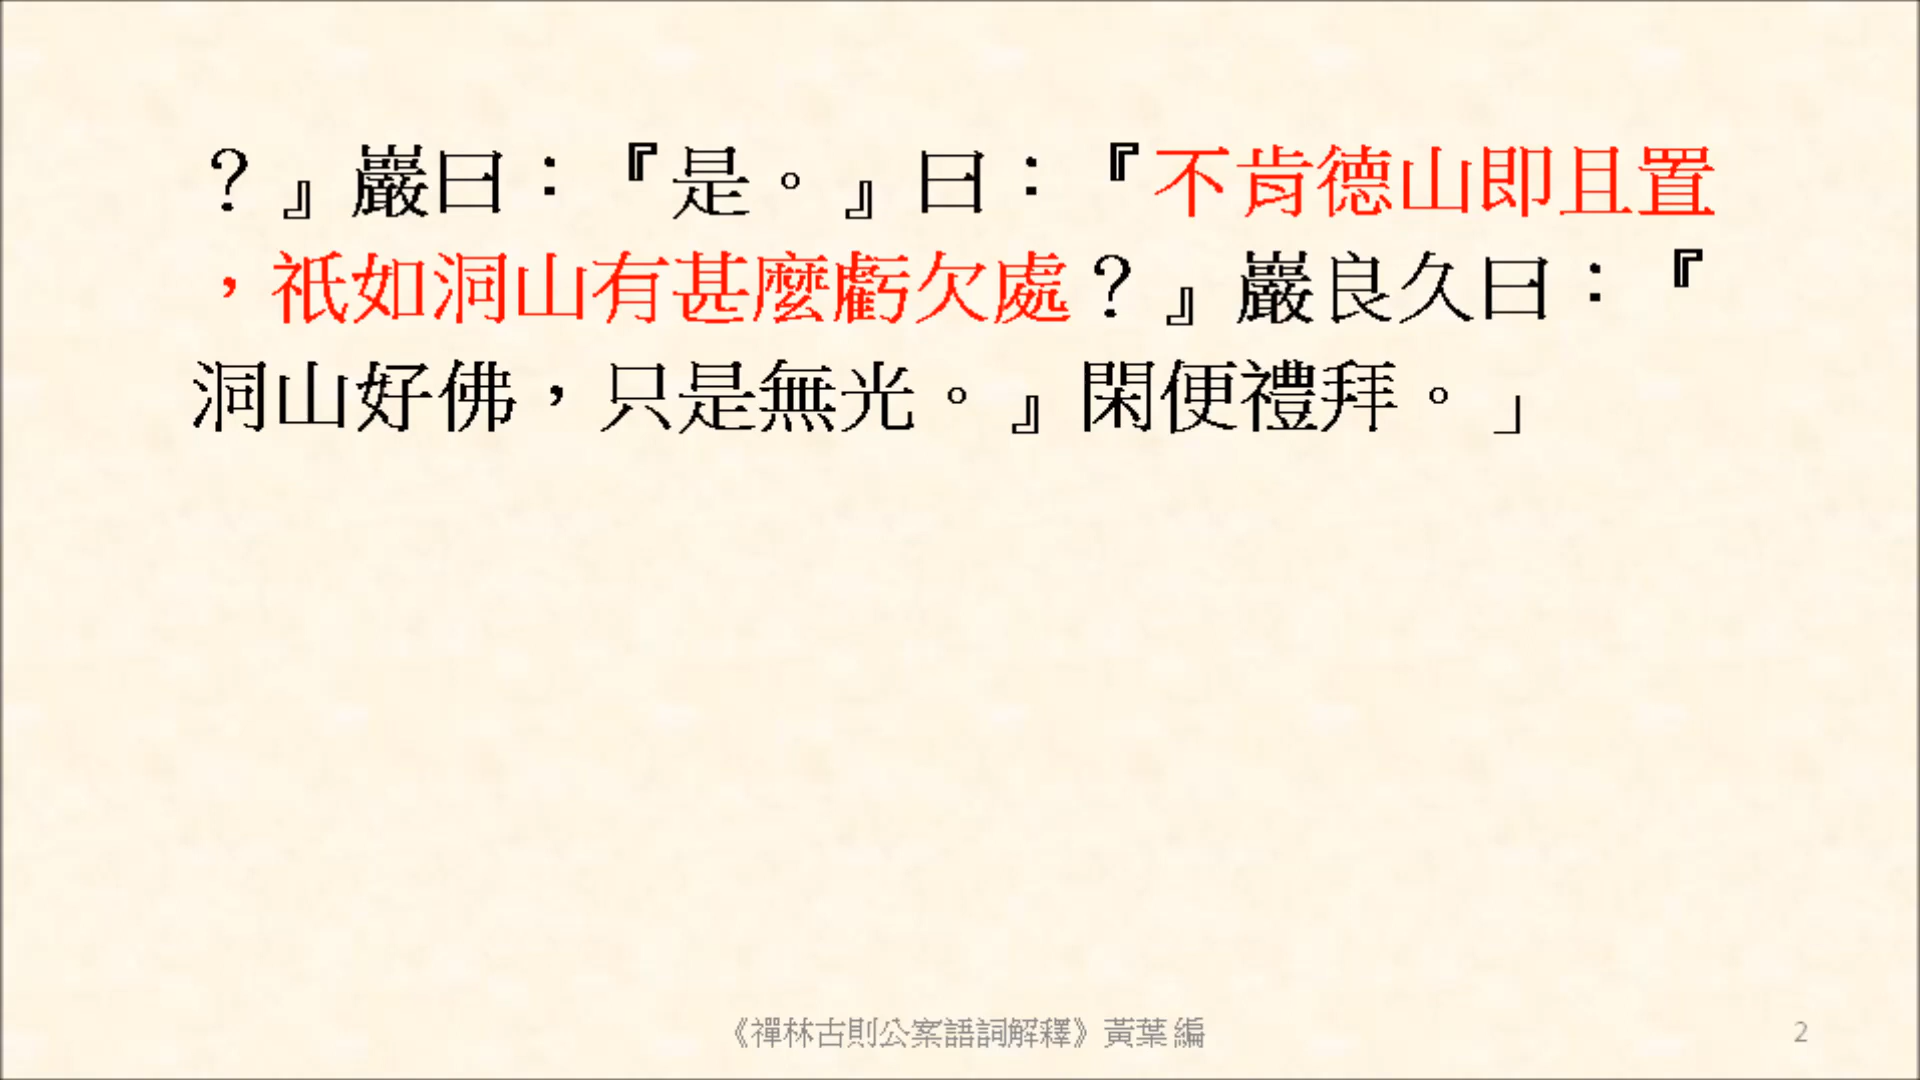 ？』巖曰：『是。』曰：『不肯德山即且置
，祇如洞山有甚麼虧欠處？』巖良久曰：『
洞山好佛，只是無光。』閑便禮拜。」
《禪林古則公案語詞解釋》黃葉編
2